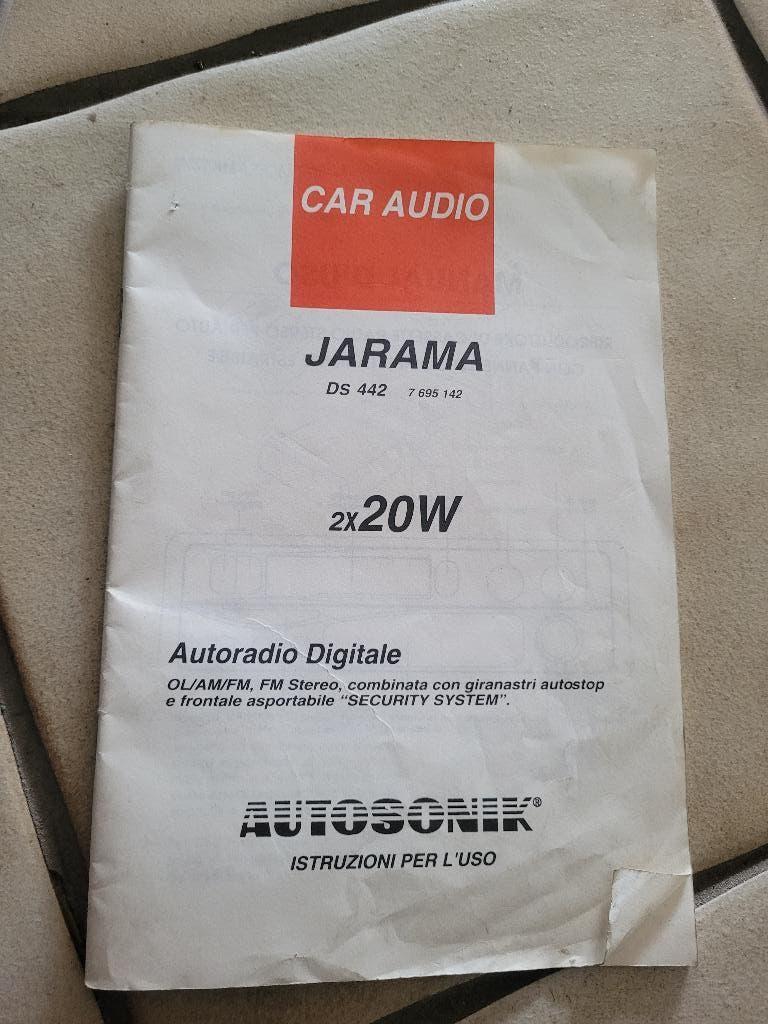 CAR AUDIO
JARAMA
DS 442 7 695 142
2X20W
Autoradio Digitale
OL/AM/FM, FM Stereo, combinata con giranastri autostop
e frontale asportabile “SECURITY SYSTEM”.
AUTOSONIK®
ISTRUZIONI PER L'USO